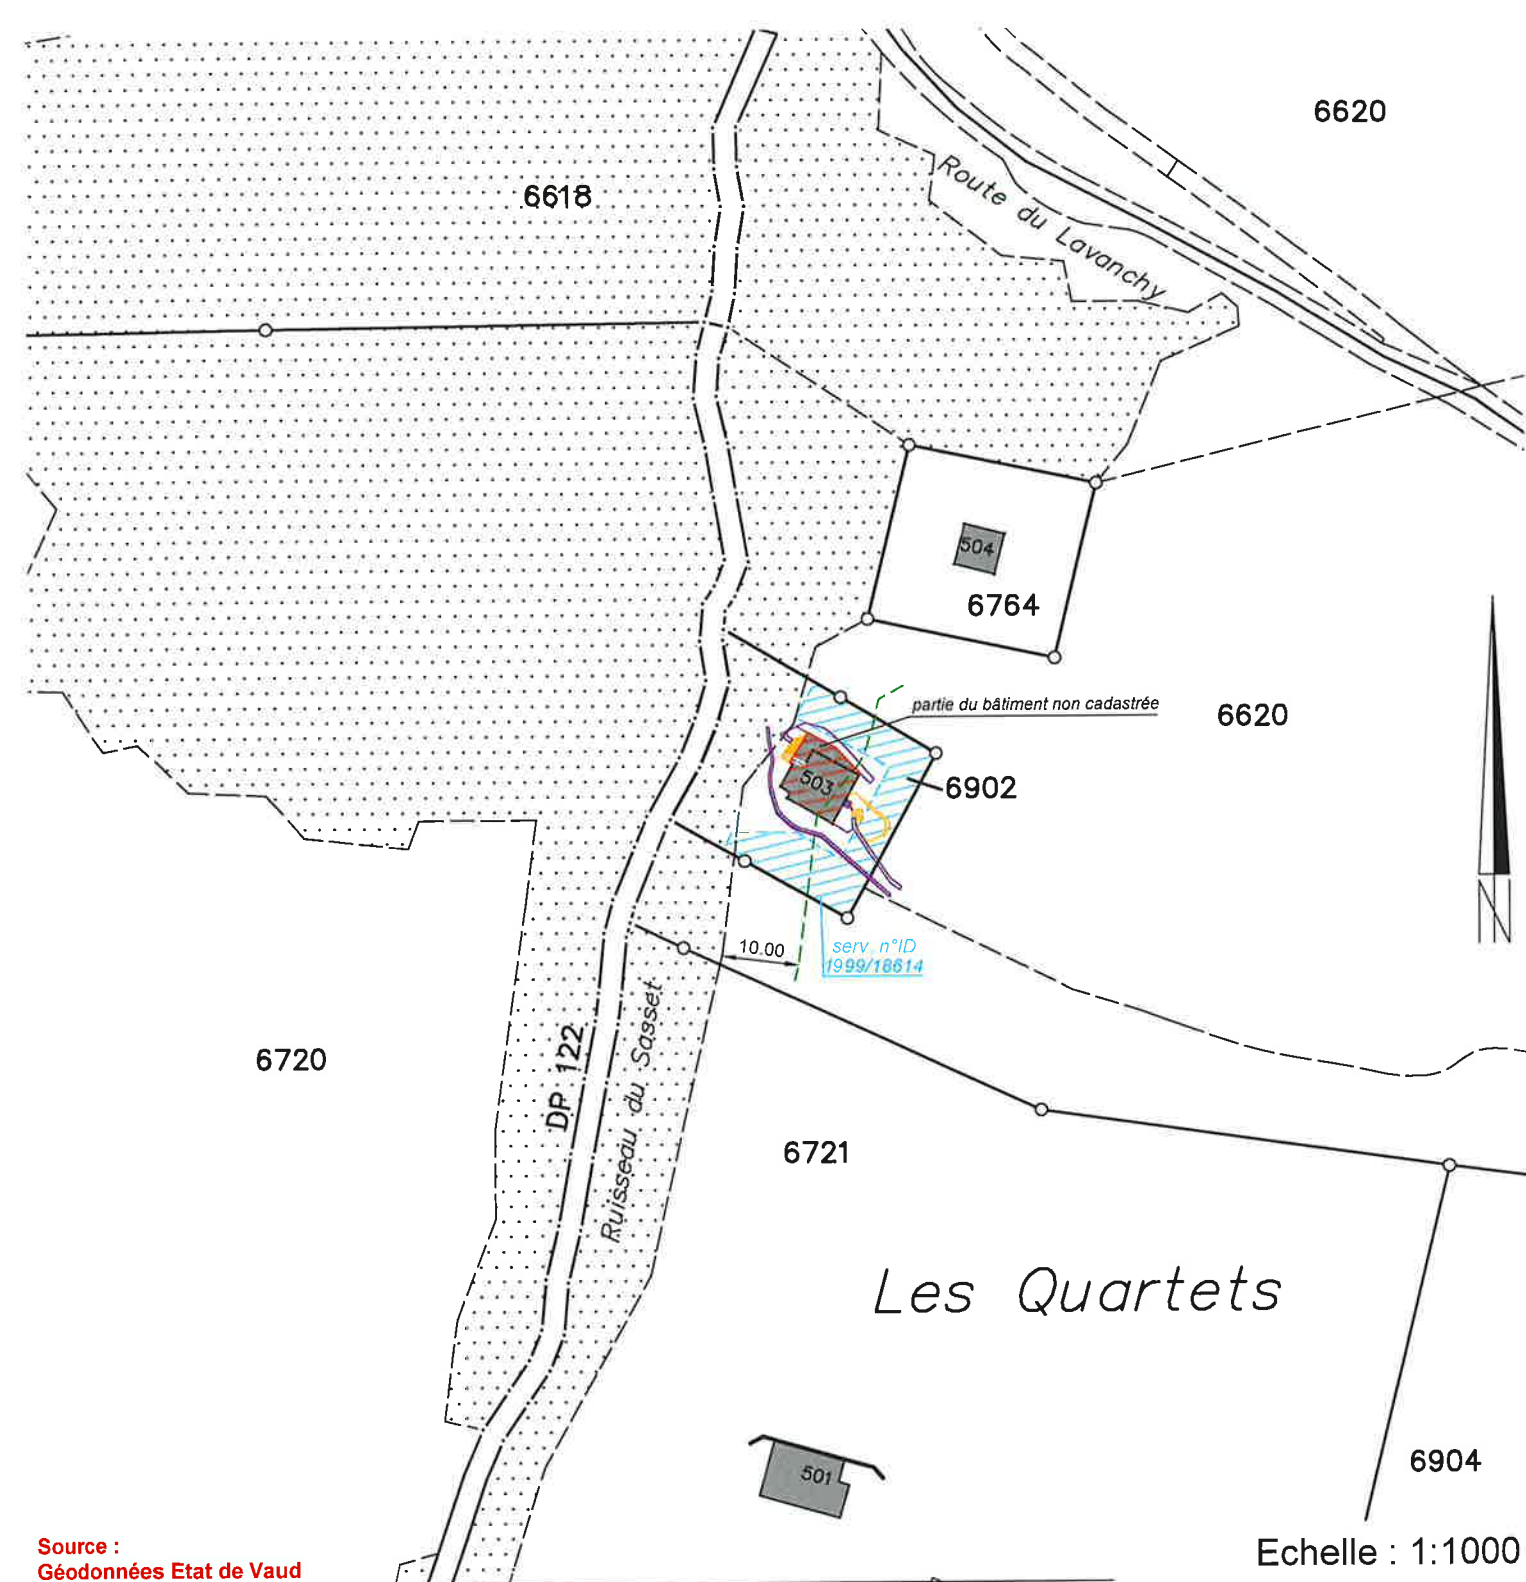 6620
6618
Route du Lavanchy
504
6764
partie du bâtiment non cadastrée
6620
503
6902
10.00
serv. n°ID
1999/18614
N
DP 122
Ruisseau du Sasset
6720
6721
Les Quartets
501
6904
Source :
Géodonnées Etat de Vaud
Echelle : 1:1000